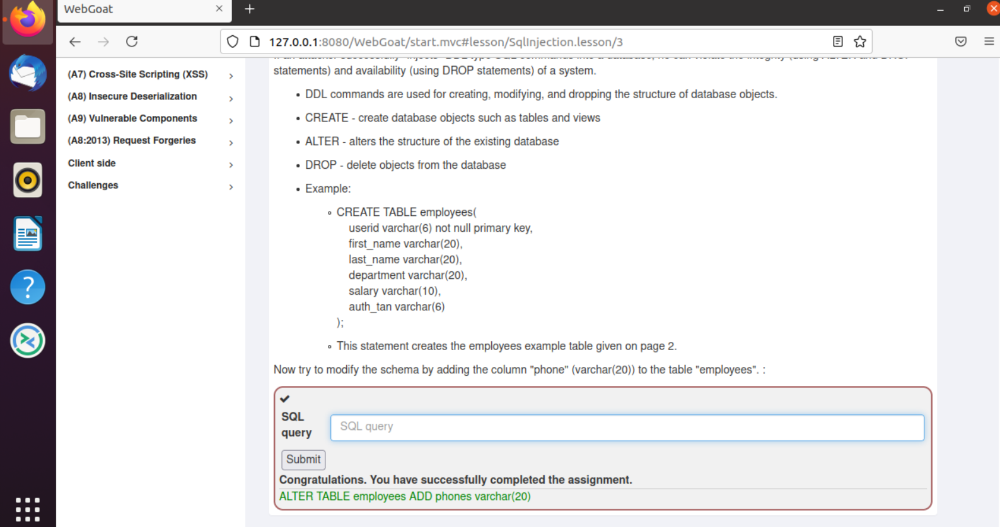 WebGoat
127.0.0.1:8080/WebGoat/start.mvc#lesson/SqlInjection.lesson/3
(A7) Cross-Site Scripting (XSS)
(A8) Insecure Deserialization
(A9) Vulnerable Components
(A8:2013) Request Forgeries
Client side
Challenges
statements) and availability (using DROP statements) of a system.
• DDL commands are used for creating, modifying, and dropping the structure of database objects.
• CREATE - create database objects such as tables and views
• ALTER - alters the structure of the existing database
• DROP - delete objects from the database
• Example:
◦ CREATE TABLE employees(
userid varchar(6) not null primary key,
first_name varchar(20),
last_name varchar(20),
department varchar(20),
salary varchar(10),
auth_tan varchar(6)
);
◦ This statement creates the employees example table given on page 2.
Now try to modify the schema by adding the column "phone" (varchar(20)) to the table "employees". :
SQL
query
SQL query
Submit
Congratulations. You have successfully completed the assignment.
ALTER TABLE employees ADD phones varchar(20)